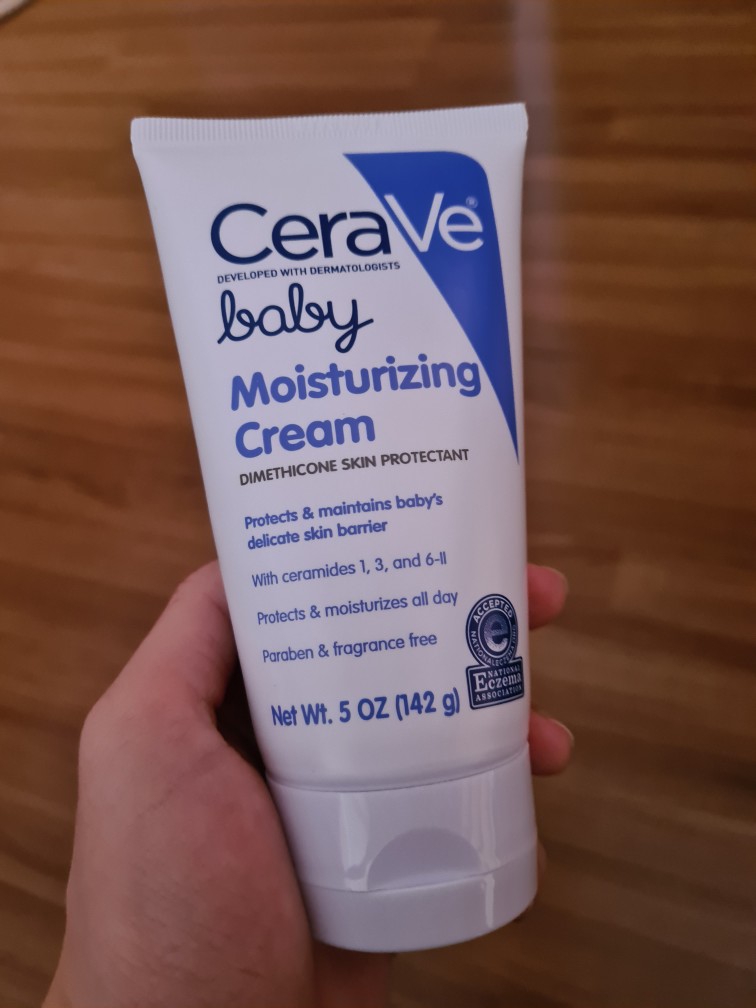 CeraVe®
DEVELOPED WITH DERMATOLOGISTS
baby
Moisturizing
Cream
DIMETHICONE SKIN PROTECTANT
Protects & maintains baby's
delicate skin barrier
With ceramides 1, 3, and 6-II
Protects & moisturizes all day
Paraben & fragrance free
ACCEPTED
e
NATIONAL
Eczema
ASSOCIATION
Net Wt. 5 OZ (142 g)